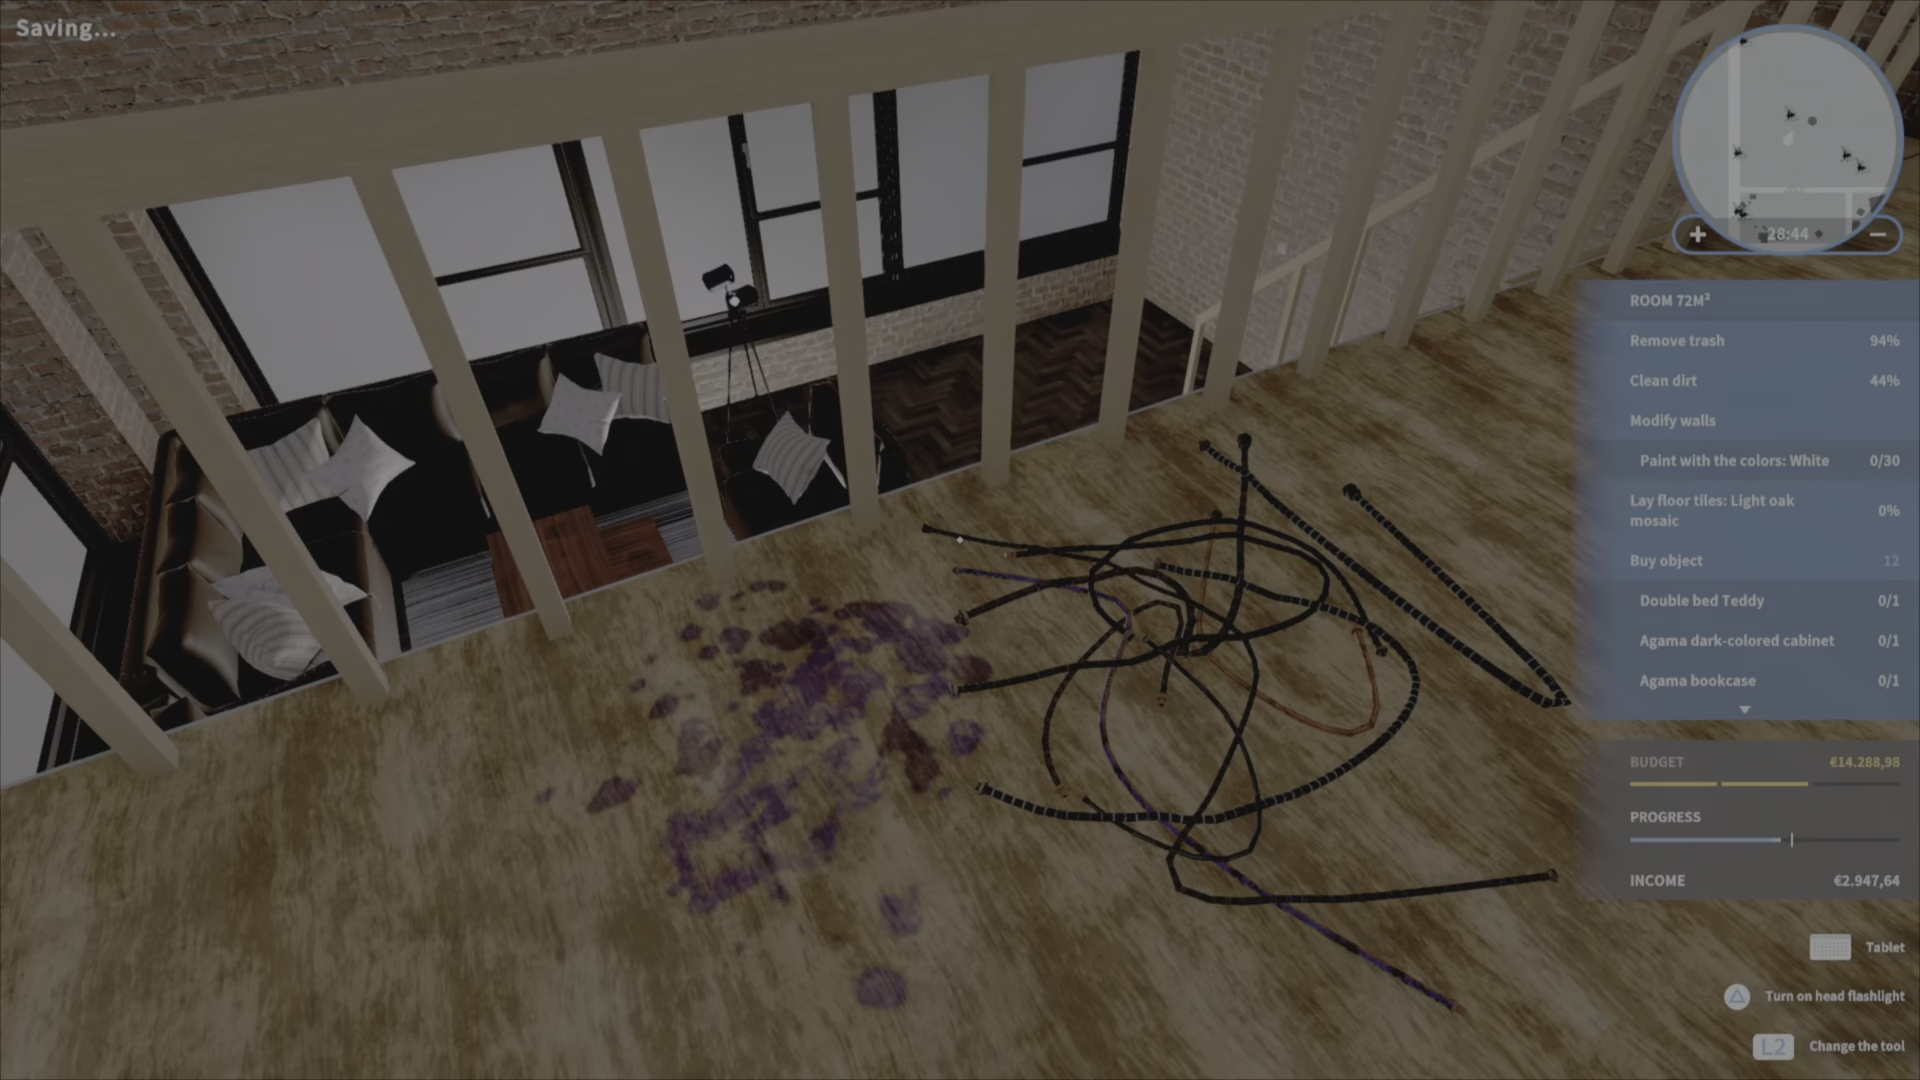 Saving...
+ 28:44 −
ROOM 72M²
Remove trash 94%
Clean dirt 44%
Modify walls
Paint with the colors: White 0/30
Lay floor tiles: Light oak
mosaic 0%
Buy object 12
Double bed Teddy 0/1
Agama dark-colored cabinet 0/1
Agama bookcase 0/1
BUDGET €14.288,98
PROGRESS
INCOME €2.947,64
Tablet
Turn on head flashlight
L2 Change the tool